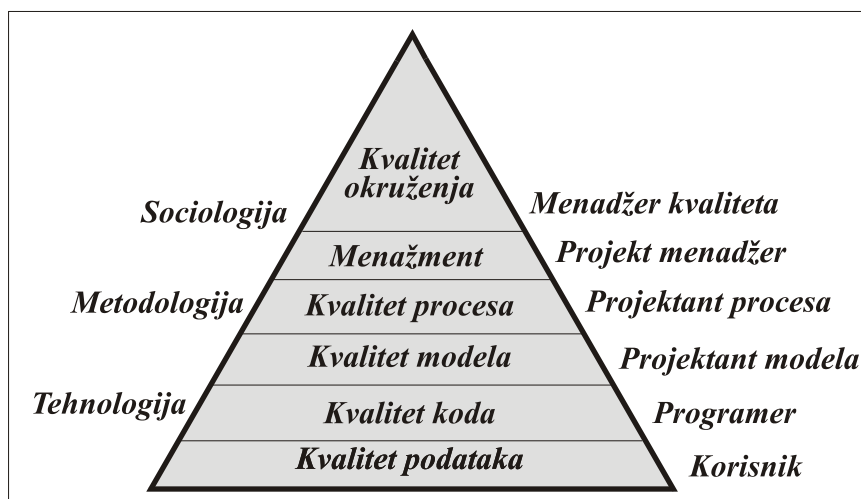 Kvalitet
okruženja
Sociologija
Menadžer kvaliteta
Menažment
Projekt menadžer
Metodologija
Kvalitet procesa
Projektant procesa
Kvalitet modela
Projektant modela
Tehnologija
Kvalitet koda
Programer
Kvalitet podataka
Korisnik